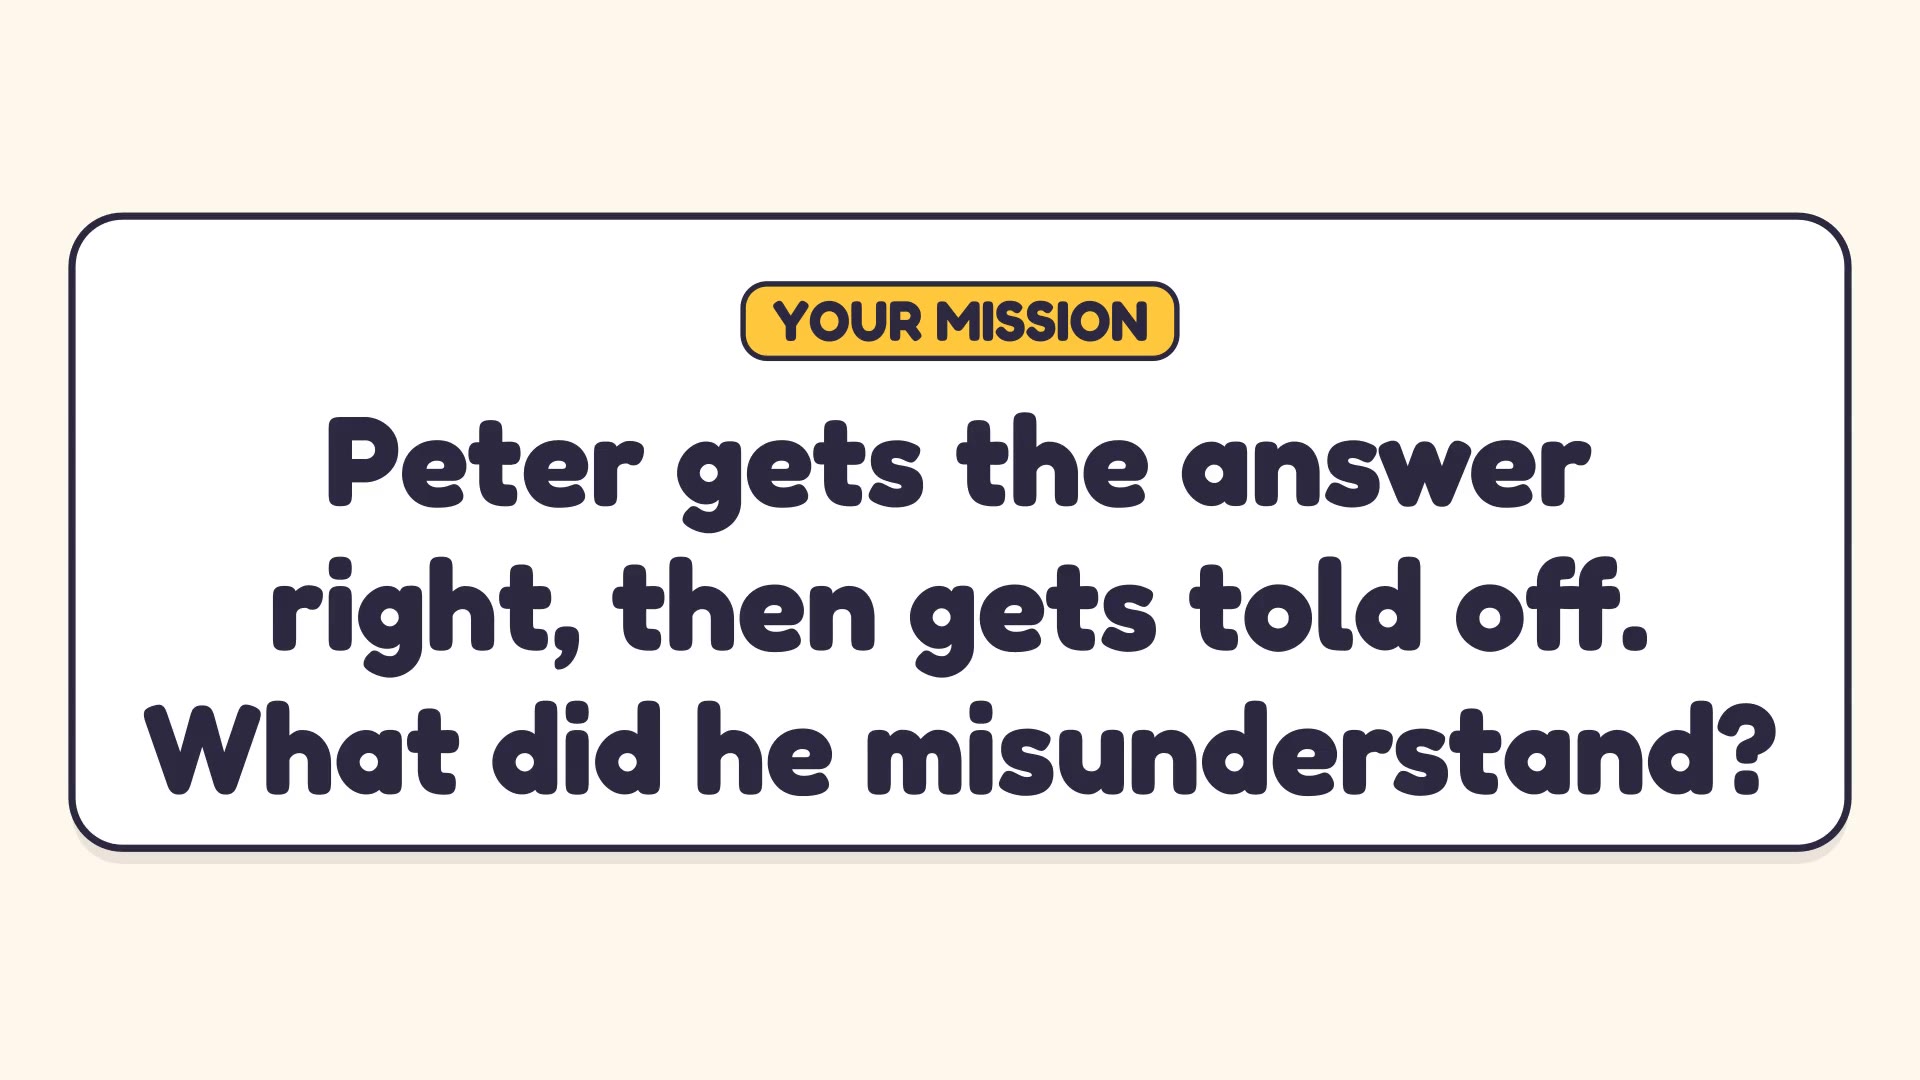 YOUR MISSION
Peter gets the answer
right, then gets told off.
What did he misunderstand?